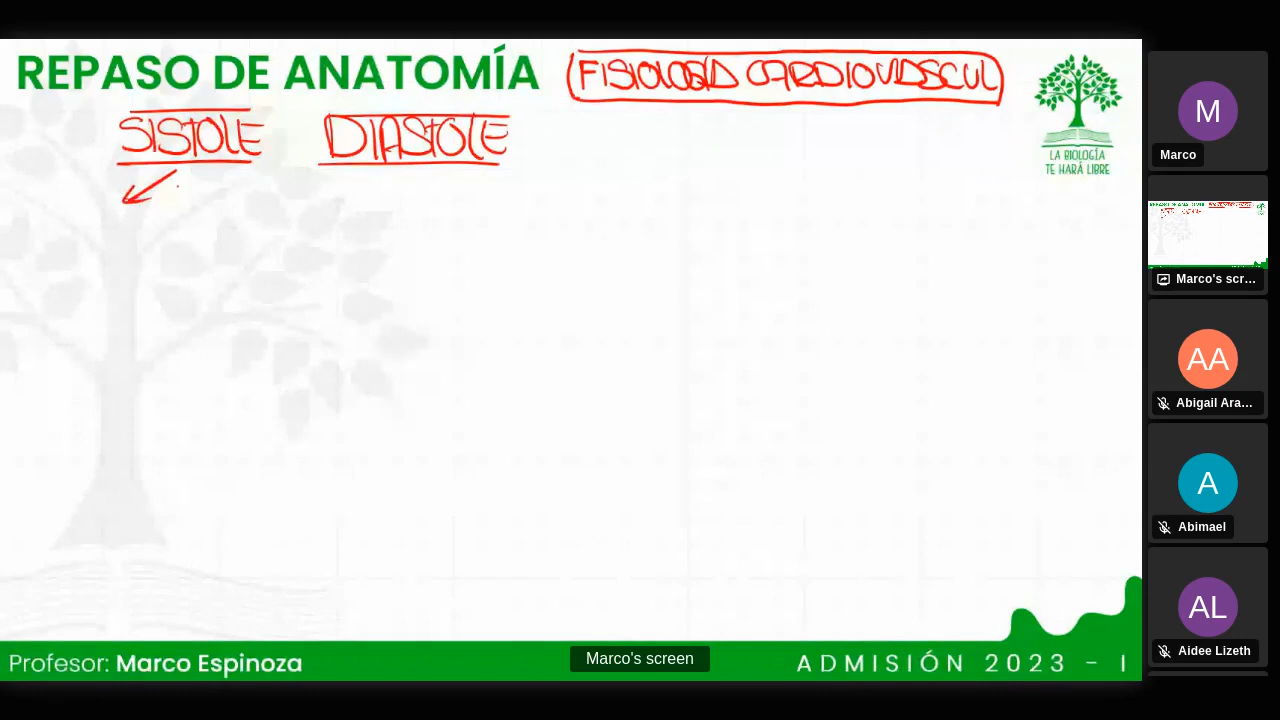 REPASO DE ANATOMÍA
FISIOLOGÍA CARDIOVASCUL
SISTOLE DIASTOLE
LA BIOLOGÍA
TE HARÁ LIBRE
Profesor: Marco Espinoza
ADMISIÓN 2023 - I
Marco's screen
M
Marco
Marco's scr...
AA
Abigail Ara...
A
Abimael
AL
Aidee Lizeth